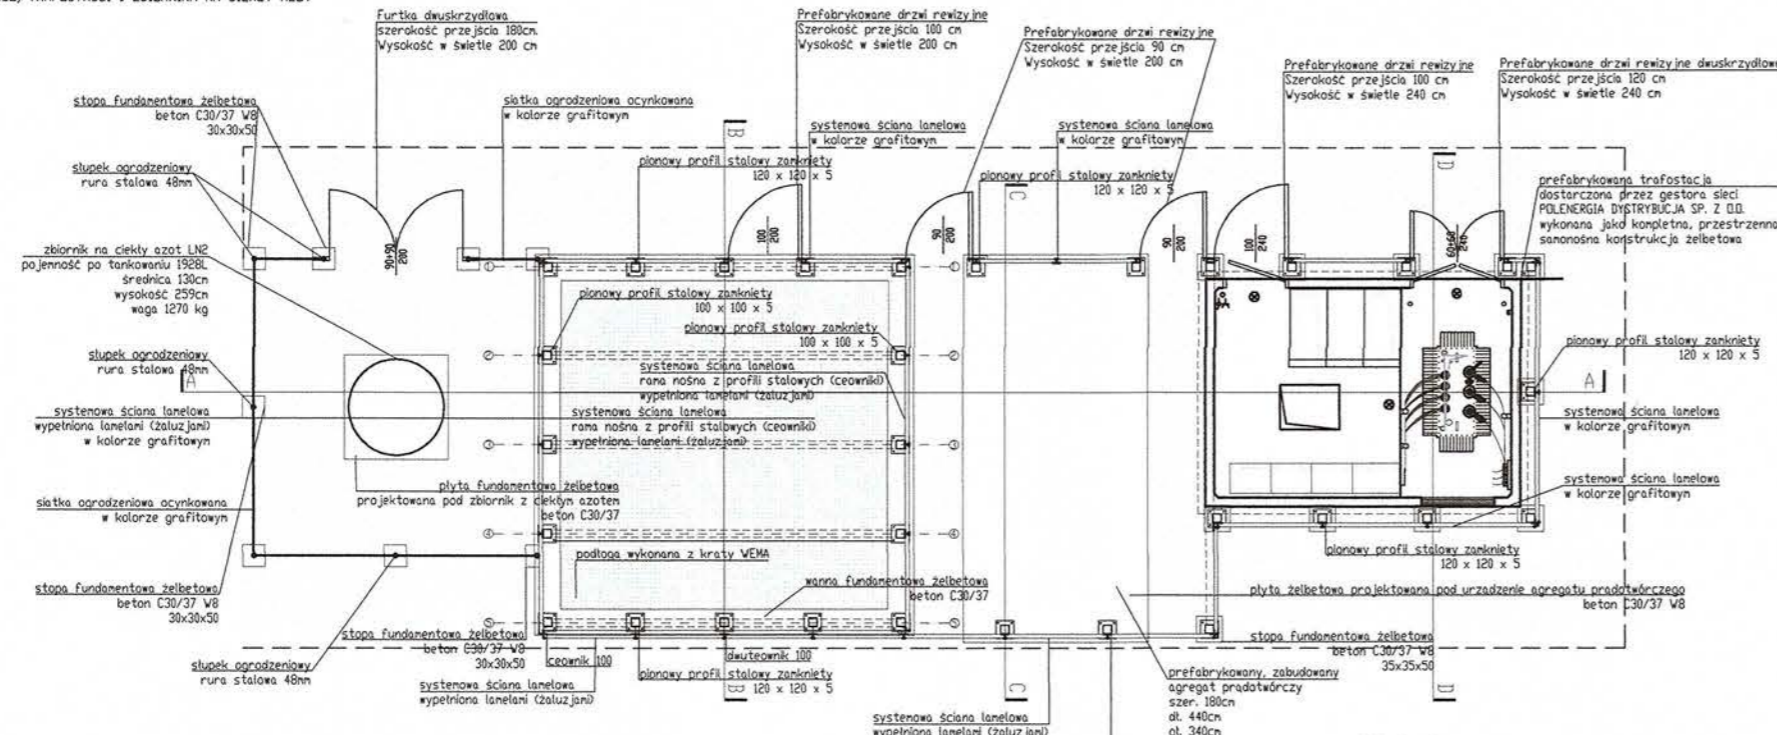 Furtka dwuskrzydłowa
szerokość przejścia 180cm.
Wysokość w świetle 200 cm
Prefabrykowane drzwi rewizyjne
Szerokość przejścia 100 cm
Wysokość w świetle 200 cm
Prefabrykowane drzwi rewizyjne
Szerokość przejścia 90 cm
Wysokość w świetle 200 cm
Prefabrykowane drzwi rewizyjne
Szerokość przejścia 100 cm
Wysokość w świetle 240 cm
Prefabrykowane drzwi rewizyjne dwuskrzydłowe
Szerokość przejścia 120 cm
Wysokość w świetle 240 cm
stopa fundamentowa żelbetowa
beton C30/37 W8
30x30x50
siatka ogrodzeniowa ocynkowana
w kolorze grafitowym
systemowa ściana lamelowa
w kolorze grafitowym
systemowa ściana lamelowa
w kolorze grafitowym
B
D
słupek ogrodzeniowy
rura stalowa 48mm
pionowy profil stalowy zamknięty
120 x 120 x 5
pionowy profil stalowy zamknięty
120 x 120 x 5
C
prefabrykowana trafostacja
dostarczona przez gestora sieci
POLENERGIA DYSTRYBUCJA SP. Z O.O.
wykonana jako kompletna, przestrzenna
samonośna konstrukcja żelbetowa
zbiornik na ciekły azot LN2
pojemność po tankowaniu 1928L
średnica 130cm
wysokość 259cm
waga 1270 kg
90+90
200
100
200
90
200
90
200
100
240
60+60
240
1
1
pionowy profil stalowy zamknięty
100 x 100 x 5
pionowy profil stalowy zamknięty
100 x 100 x 5
2
2
słupek ogrodzeniowy
rura stalowa 48mm
A
systemowa ściana lamelowa
rama nośna z profili stalowych (ceowniki)
wypełniona lamelami (żaluzjami)
pionowy profil stalowy zamknięty
120 x 120 x 5
A
systemowa ściana lamelowa
wypełniona lamelami (żaluzjami)
w kolorze grafitowym
systemowa ściana lamelowa
rama nośna z profili stalowych (ceowniki)
wypełniona lamelami (żaluzjami)
systemowa ściana lamelowa
w kolorze grafitowym
3
3
płyta fundamentowa żelbetowa
projektowana pod zbiornik z ciekłym azotem
beton C30/37
systemowa ściana lamelowa
w kolorze grafitowym
siatka ogrodzeniowa ocynkowana
w kolorze grafitowym
4
4
podłoga wykonana z kraty WEMA
pionowy profil stalowy zamknięty
120 x 120 x 5
wanna fundamentowa żelbetowa
beton C30/37
stopa fundamentowa żelbetowa
beton C30/37 W8
30x30x50
płyta żelbetowa projektowana pod urządzenie agregatu prądotwórczego
beton C30/37 W8
5
5
stopa fundamentowa żelbetowa
beton C30/37 W8
30x30x50
stopa fundamentowa żelbetowa
beton C30/37 W8
35x35x50
słupek ogrodzeniowy
rura stalowa 48mm
ceownik 100
dwuteownik 100
pionowy profil stalowy zamknięty
120 x 120 x 5
systemowa ściana lamelowa
wypełniona lamelami (żaluzjami)
B
C
D
prefabrykowany, zabudowany
agregat prądotwórczy
szer. 180cm
dł. 440cm
systemowa ściana lamelowa
wypełniona lamelami (żaluzjami)